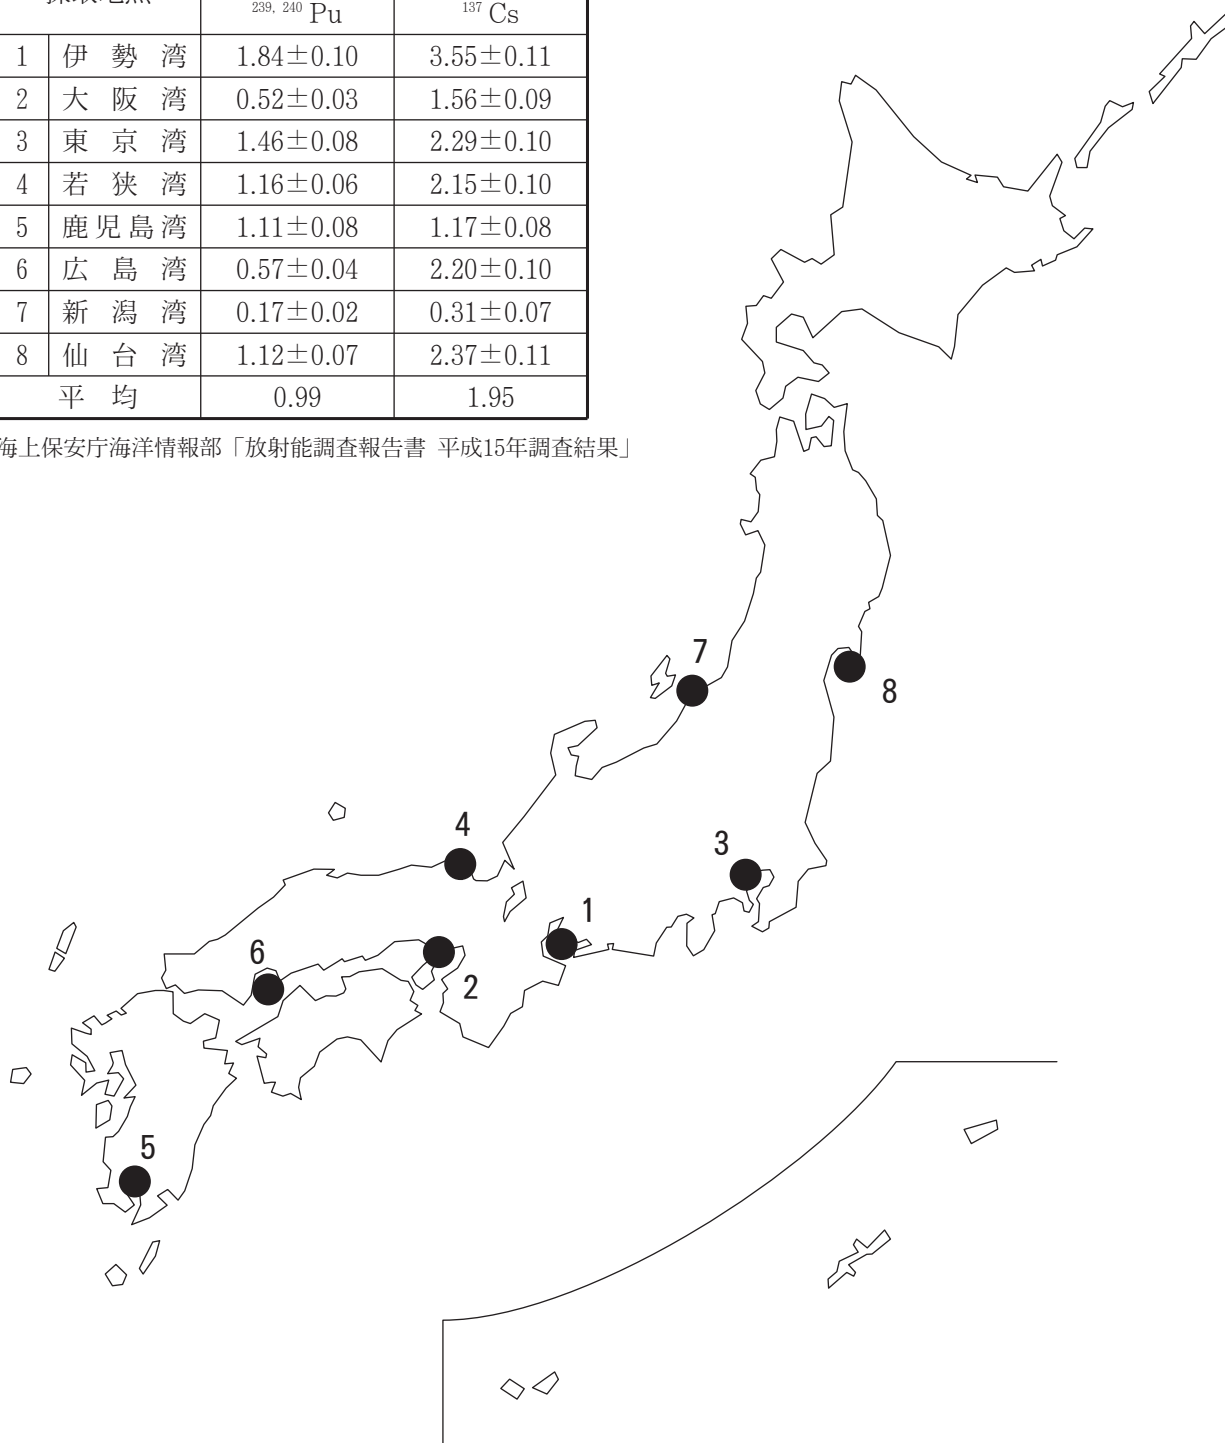 239, 240 Pu 137 Cs
1 伊勢湾 1.84±0.10 3.55±0.11
2 大阪湾 0.52±0.03 1.56±0.09
3 東京湾 1.46±0.08 2.29±0.10
4 若狭湾 1.16±0.06 2.15±0.10
5 鹿児島湾 1.11±0.08 1.17±0.08
6 広島湾 0.57±0.04 2.20±0.10
7 新潟湾 0.17±0.02 0.31±0.07
8 仙台湾 1.12±0.07 2.37±0.11
平均 0.99 1.95
海上保安庁海洋情報部「放射能調査報告書 平成15年調査結果」
7
8
4
3
1
6
2
5